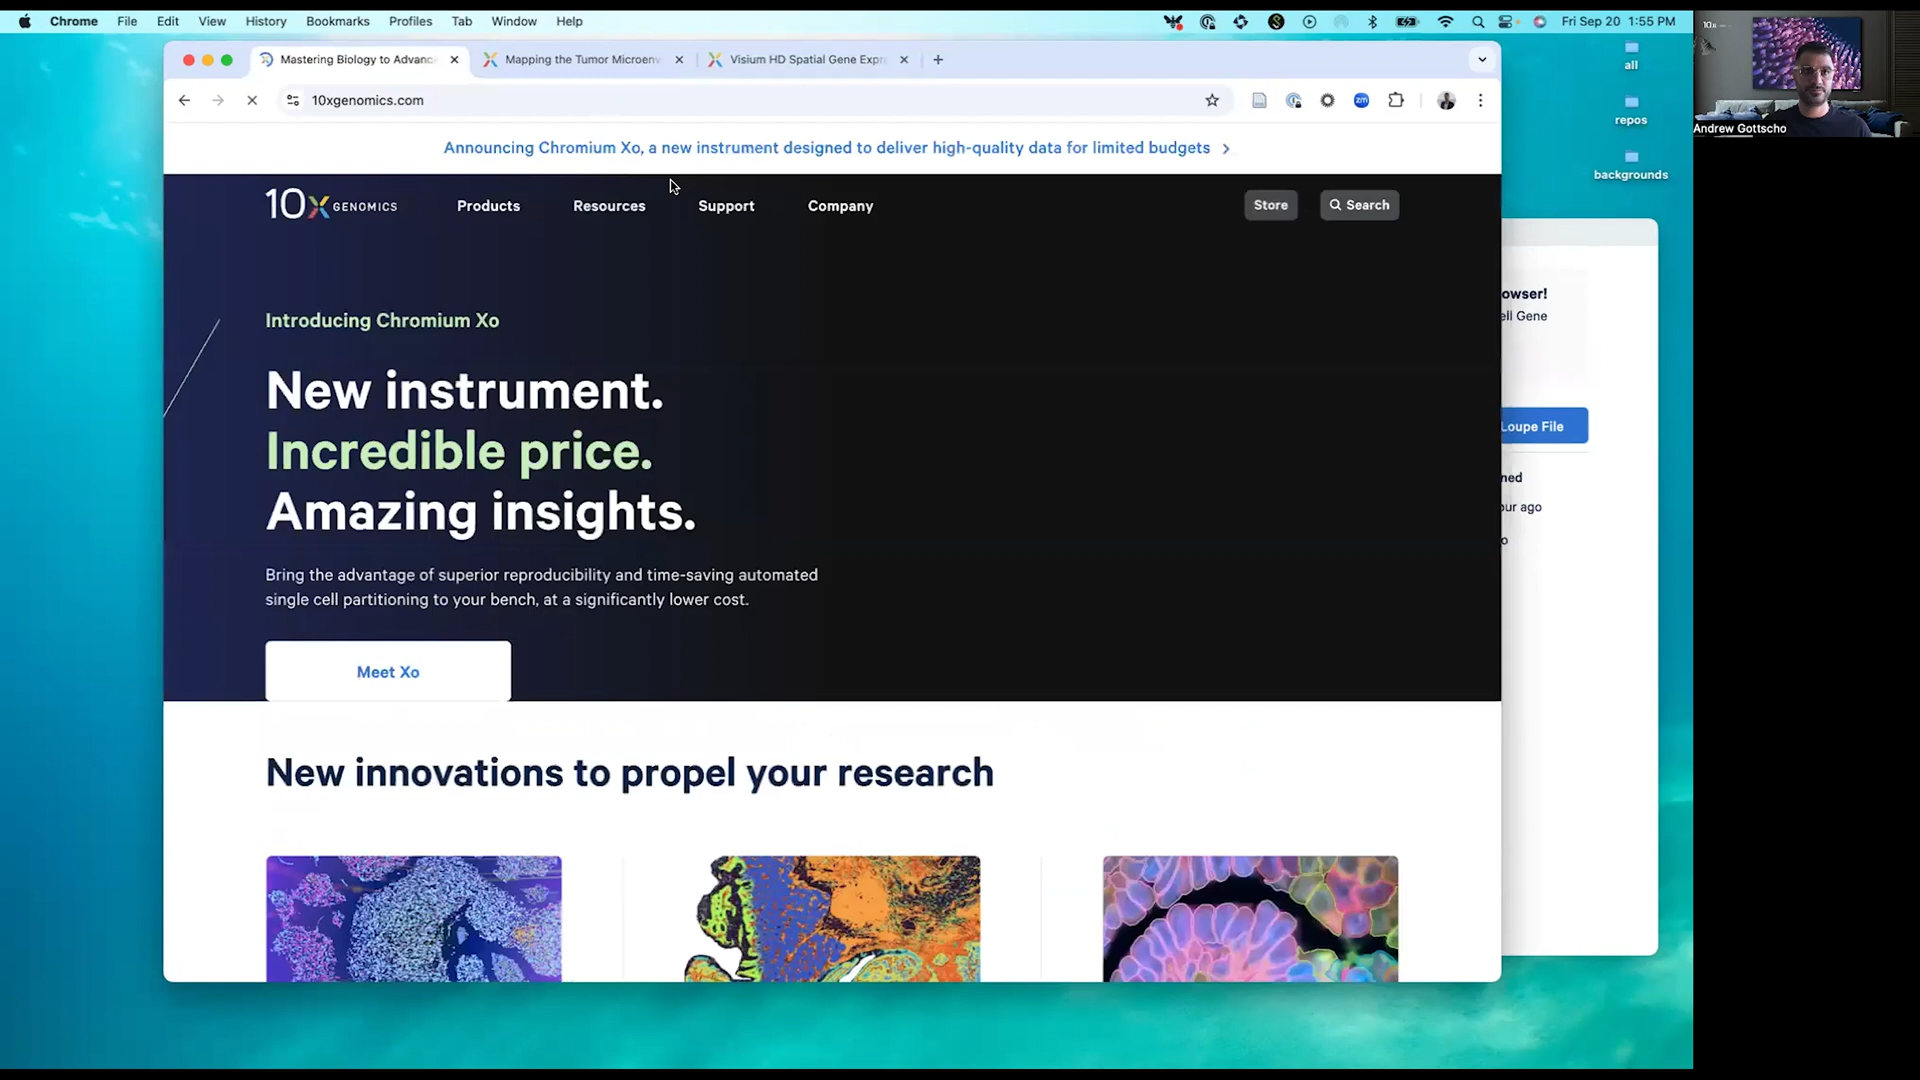 Chrome File Edit View History Bookmarks Profiles Tab Window Help
Fri Sep 20 1:55 PM
Mastering Biology to Advanc
Mapping the Tumor Microenv
Visium HD Spatial Gene Expr
10xgenomics.com
zm
Announcing Chromium Xo, a new instrument designed to deliver high-quality data for limited budgets
10X GENOMICS
Products Resources Support Company
Store Search
Introducing Chromium Xo
New instrument.
Incredible price.
Amazing insights.
Bring the advantage of superior reproducibility and time-saving automated
single cell partitioning to your bench, at a significantly lower cost.
Meet Xo
New innovations to propel your research
all
repos
backgrounds
owser!
ell Gene
Loupe File
ned
our ago
o
10x
Andrew Gottscho